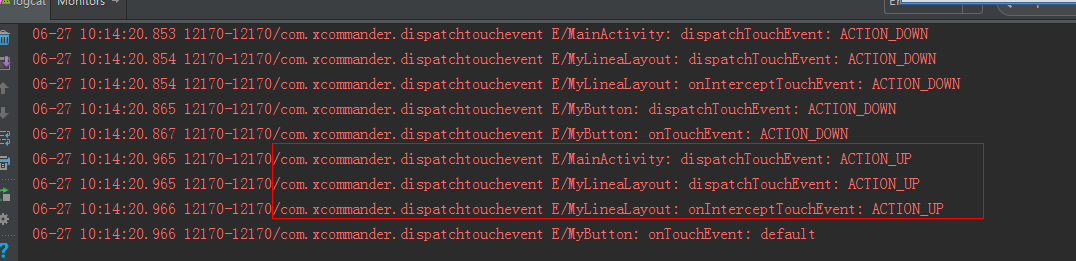 logcat Monitors
06-27 10:14:20.853 12170-12170/com.xcommander.dispatchtouchevent E/MainActivity: dispatchTouchEvent: ACTION_DOWN
06-27 10:14:20.854 12170-12170/com.xcommander.dispatchtouchevent E/MyLineaLayout: dispatchTouchEvent: ACTION_DOWN
06-27 10:14:20.854 12170-12170/com.xcommander.dispatchtouchevent E/MyLineaLayout: onInterceptTouchEvent: ACTION_DOWN
06-27 10:14:20.865 12170-12170/com.xcommander.dispatchtouchevent E/MyButton: dispatchTouchEvent: ACTION_DOWN
06-27 10:14:20.867 12170-12170/com.xcommander.dispatchtouchevent E/MyButton: onTouchEvent: ACTION_DOWN
06-27 10:14:20.965 12170-12170/com.xcommander.dispatchtouchevent E/MainActivity: dispatchTouchEvent: ACTION_UP
06-27 10:14:20.965 12170-12170/com.xcommander.dispatchtouchevent E/MyLineaLayout: dispatchTouchEvent: ACTION_UP
06-27 10:14:20.966 12170-12170/com.xcommander.dispatchtouchevent E/MyLineaLayout: onInterceptTouchEvent: ACTION_UP
06-27 10:14:20.966 12170-12170/com.xcommander.dispatchtouchevent E/MyButton: onTouchEvent: default